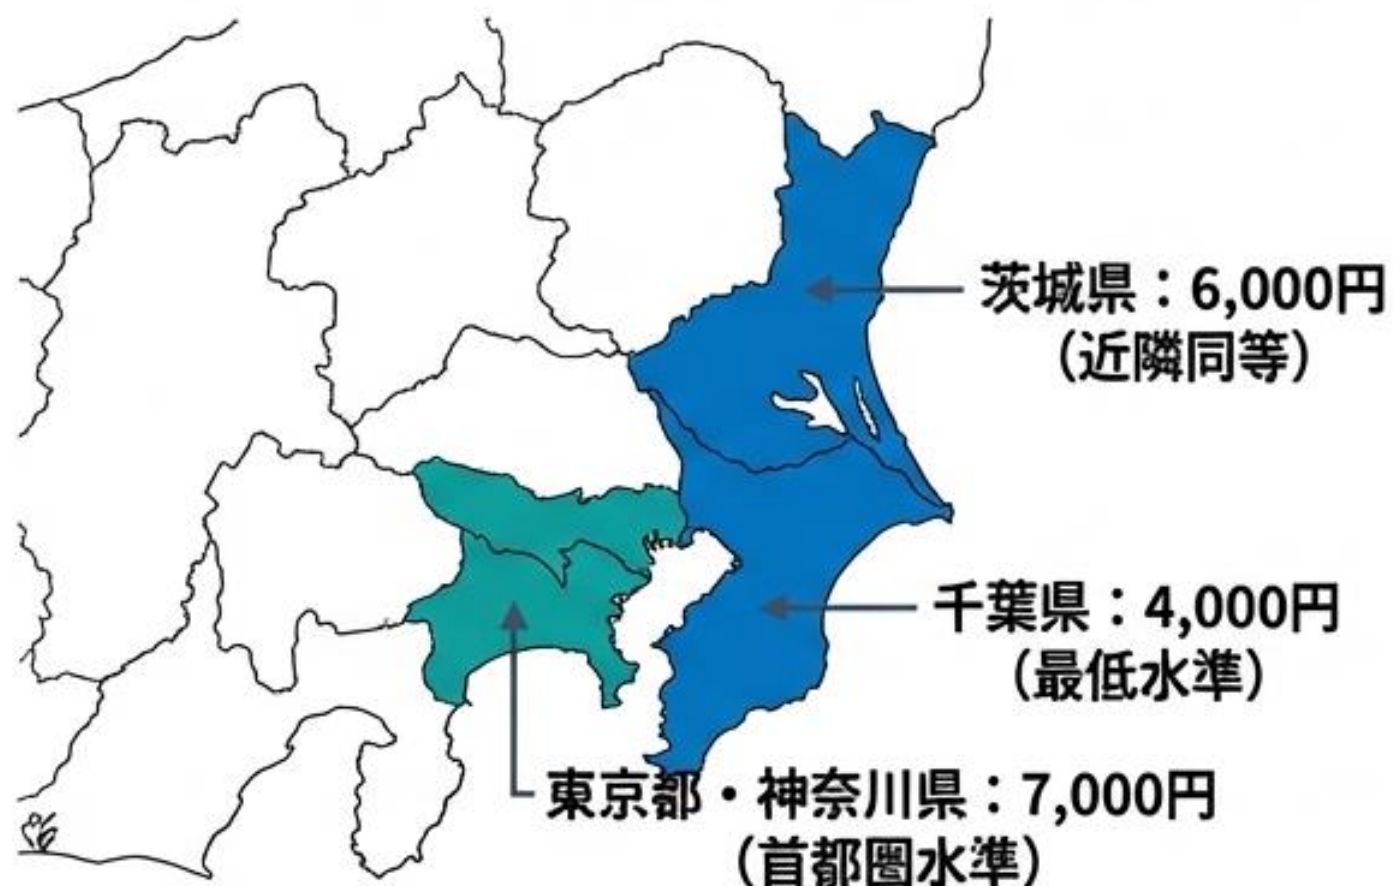 茨城県：6,000円
（近隣同等）
千葉県：4,000円
（最低水準）
東京都・神奈川県：7,000円
（首都圏水準）